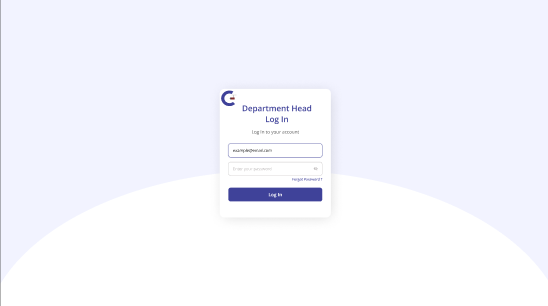 Department Head
Log In
Log in to your account
example@email.com
Enter your password
Forgot Password?
Log In